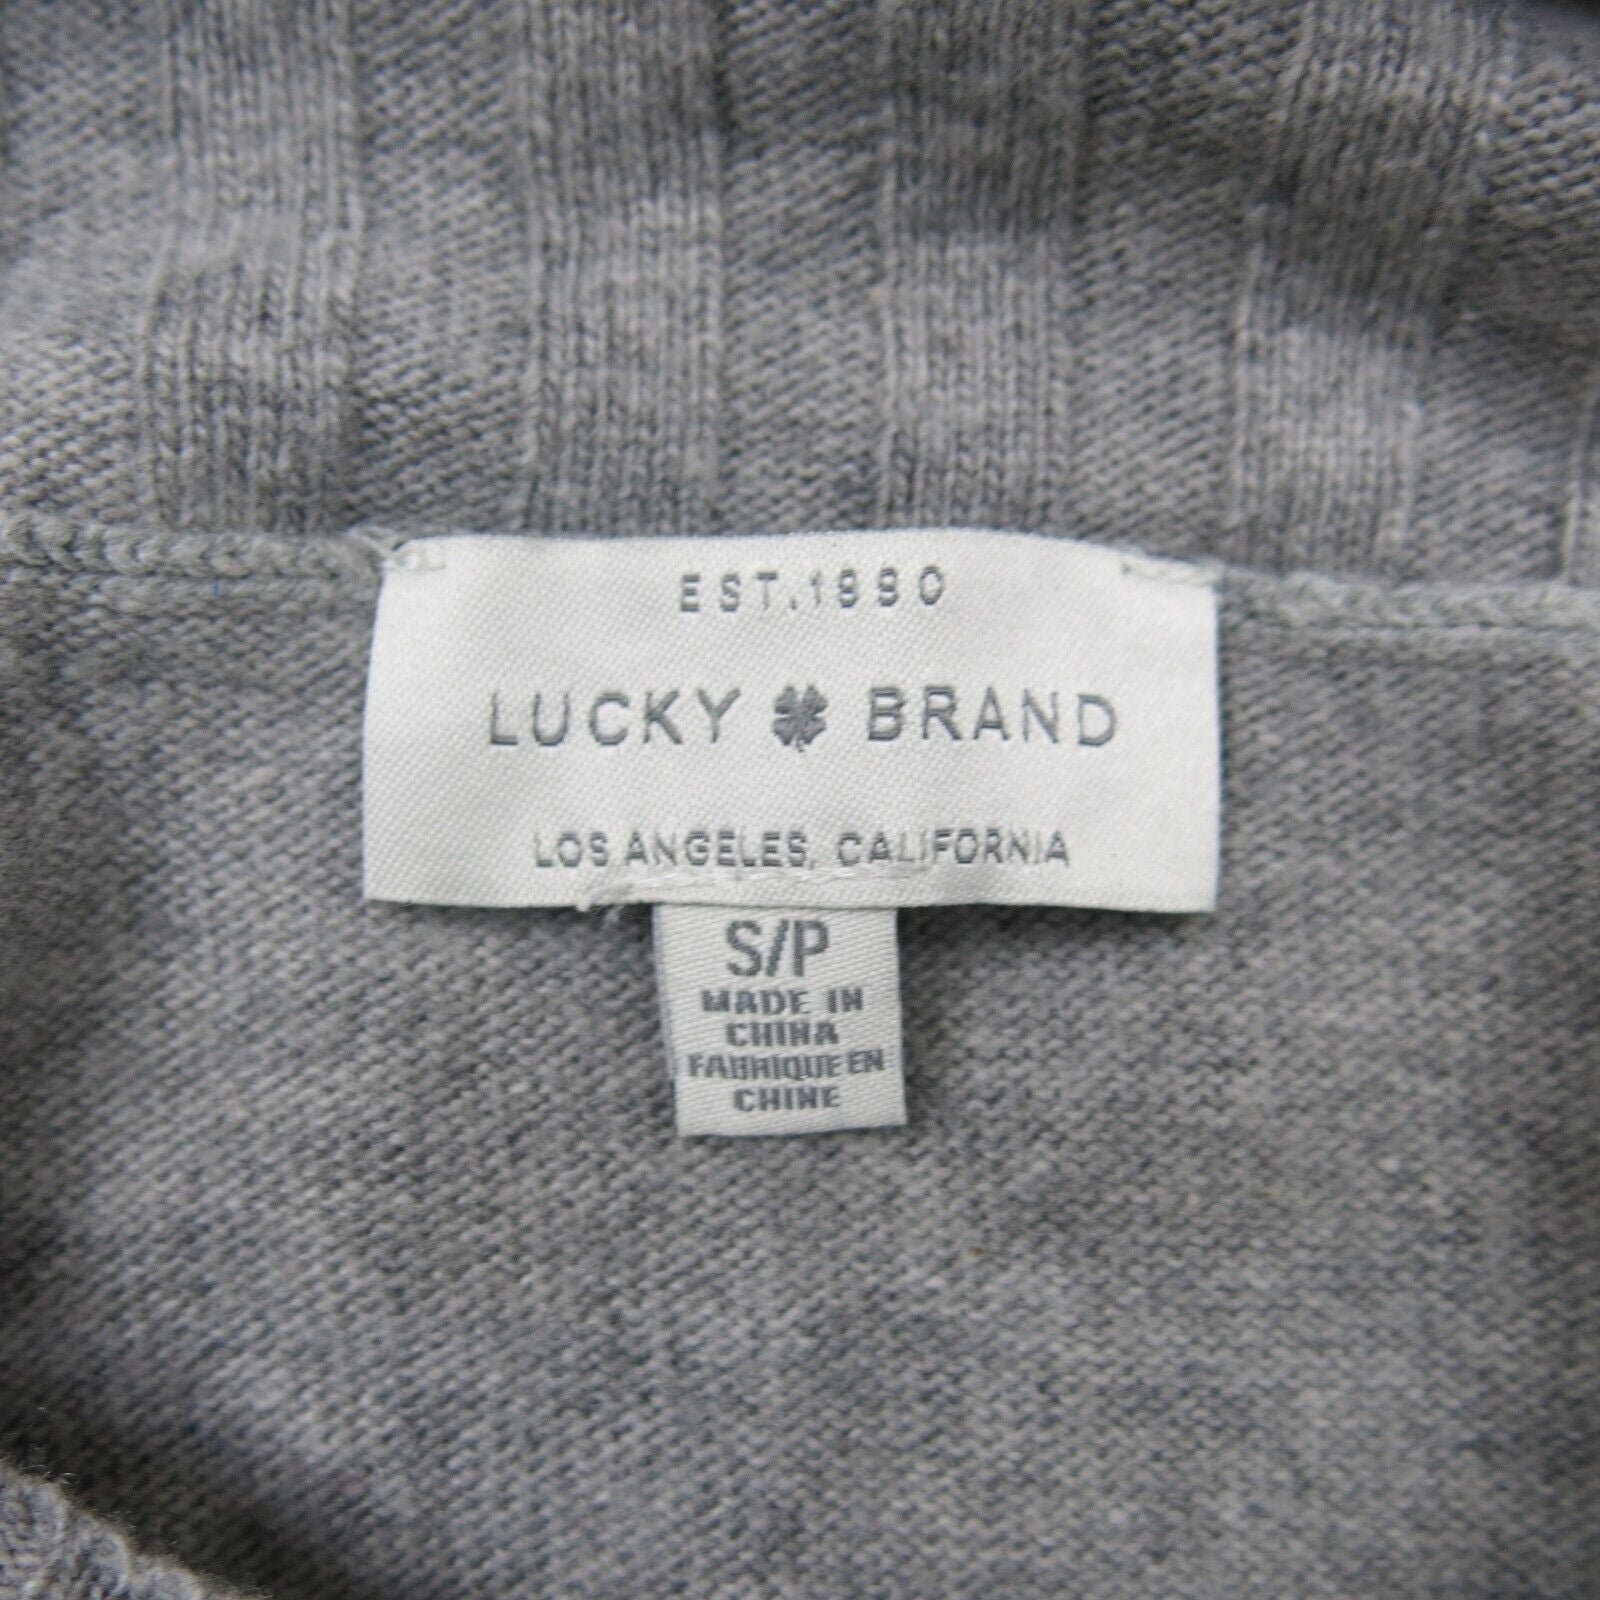 EST. 1990
LUCKY BRAND
LOS ANGELES, CALIFORNIA
S/P
MADE IN
CHINA
FABRIQUE EN
CHINE